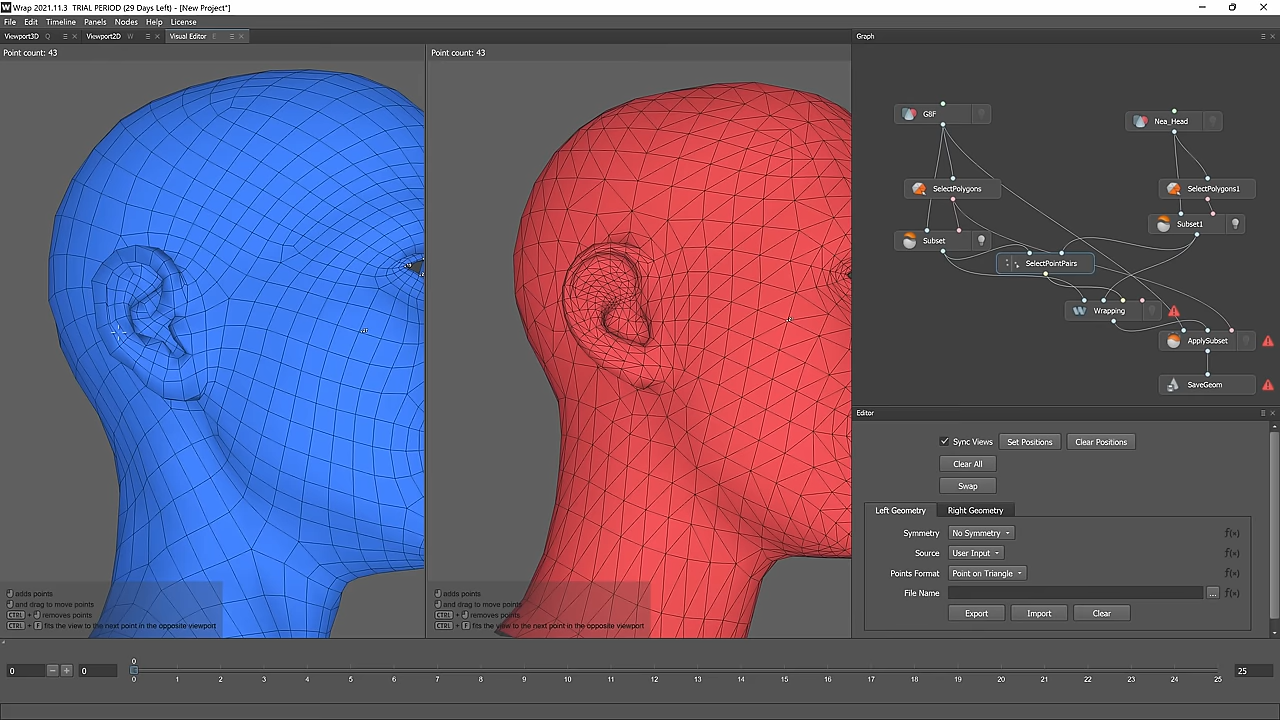 Wrap 2021.11.3 TRIAL PERIOD (29 Days Left) - [New Project*]
File Edit Timeline Panels Nodes Help License
Viewport3D Q Viewport2D W Visual Editor E Graph
Point count: 43 Point count: 43
G8F
Nea_Head
SelectPolygons SelectPolygons1
Subset1
Subset
SelectPointPairs
Wrapping
ApplySubset
SaveGeom
Editor
Sync Views Set Positions Clear Positions
Clear All
Swap
Left Geometry Right Geometry
Symmetry No Symmetry f(x)
Source User Input f(x)
Points Format Point on Triangle f(x)
File Name ... f(x)
Export Import Clear
adds points
and drag to move points
CTRL + removes points
CTRL + F fits the view to the next point in the opposite viewport
adds points
and drag to move points
CTRL + removes points
CTRL + F fits the view to the next point in the opposite viewport
0 0 0 25
0 1 2 3 4 5 6 7 8 9 10 11 12 13 14 15 16 17 18 19 20 21 22 23 24 25